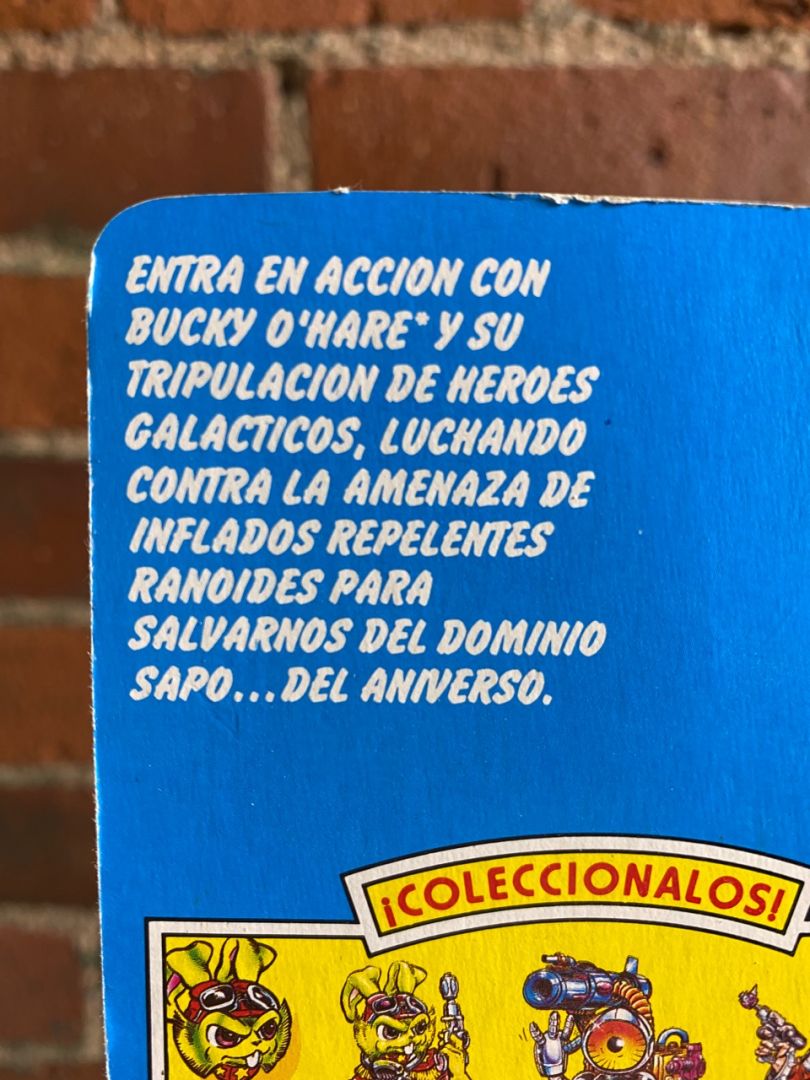 ENTRA EN ACCION CON
BUCKY O'HARE* Y SU
TRIPULACION DE HEROES
GALACTICOS, LUCHANDO
CONTRA LA AMENAZA DE
INFLADOS REPELENTES
RANOIDES PARA
SALVARNOS DEL DOMINIO
SAPO...DEL ANIVERSO.
¡COLECCIONALOS!